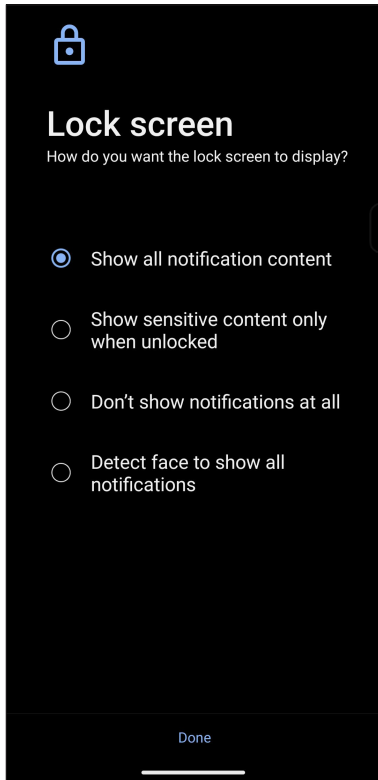 Lock screen
How do you want the lock screen to display?
Show all notification content
Show sensitive content only
when unlocked
Don’t show notifications at all
Detect face to show all
notifications
Done